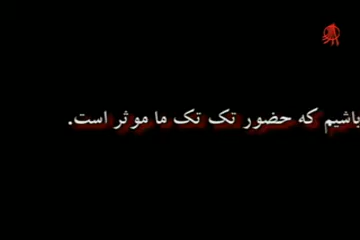 باشیم که حضور تک تک ما موثر است.